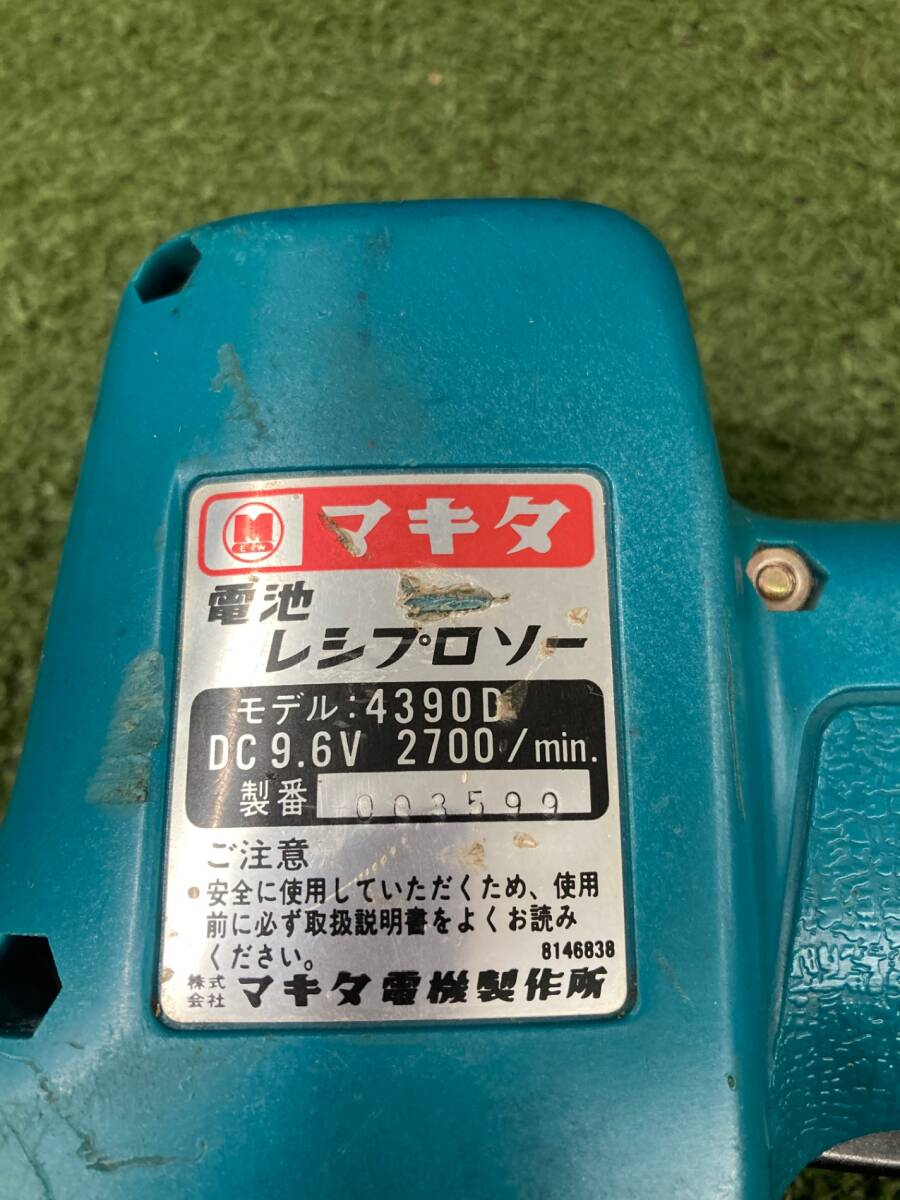 M
E P W
マキタ
電池
レシプロソー
モデル:4390D
DC9.6V 2700/min.
製番 003599
ご注意
●安全に使用していただくため、使用
前に必ず取扱説明書をよくお読み
ください。
8146838
株式会社 マキタ電機製作所